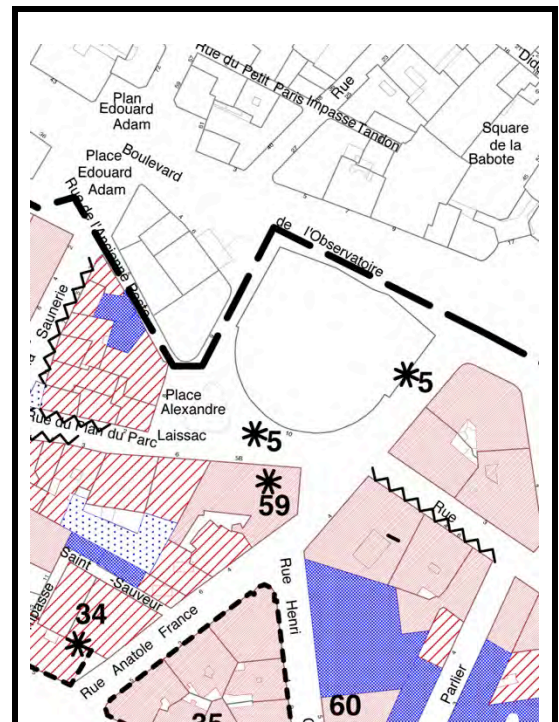 Rue du Petit Paris
Impasse Tandon
Rue
Plan
Edouard
Adam
Square
de la
Babote
Place
Edouard
Adam
Boulevard
de l'Observatoire
Rue de l'Ancienne Poste
Saunerie
Place
Alexandre
Laissac
5
5
Rue du Plan du Parc
59
Rue
Saint -Sauveur
Impasse
34
Rue Anatole France
Rue Henri
Parlier
60
35